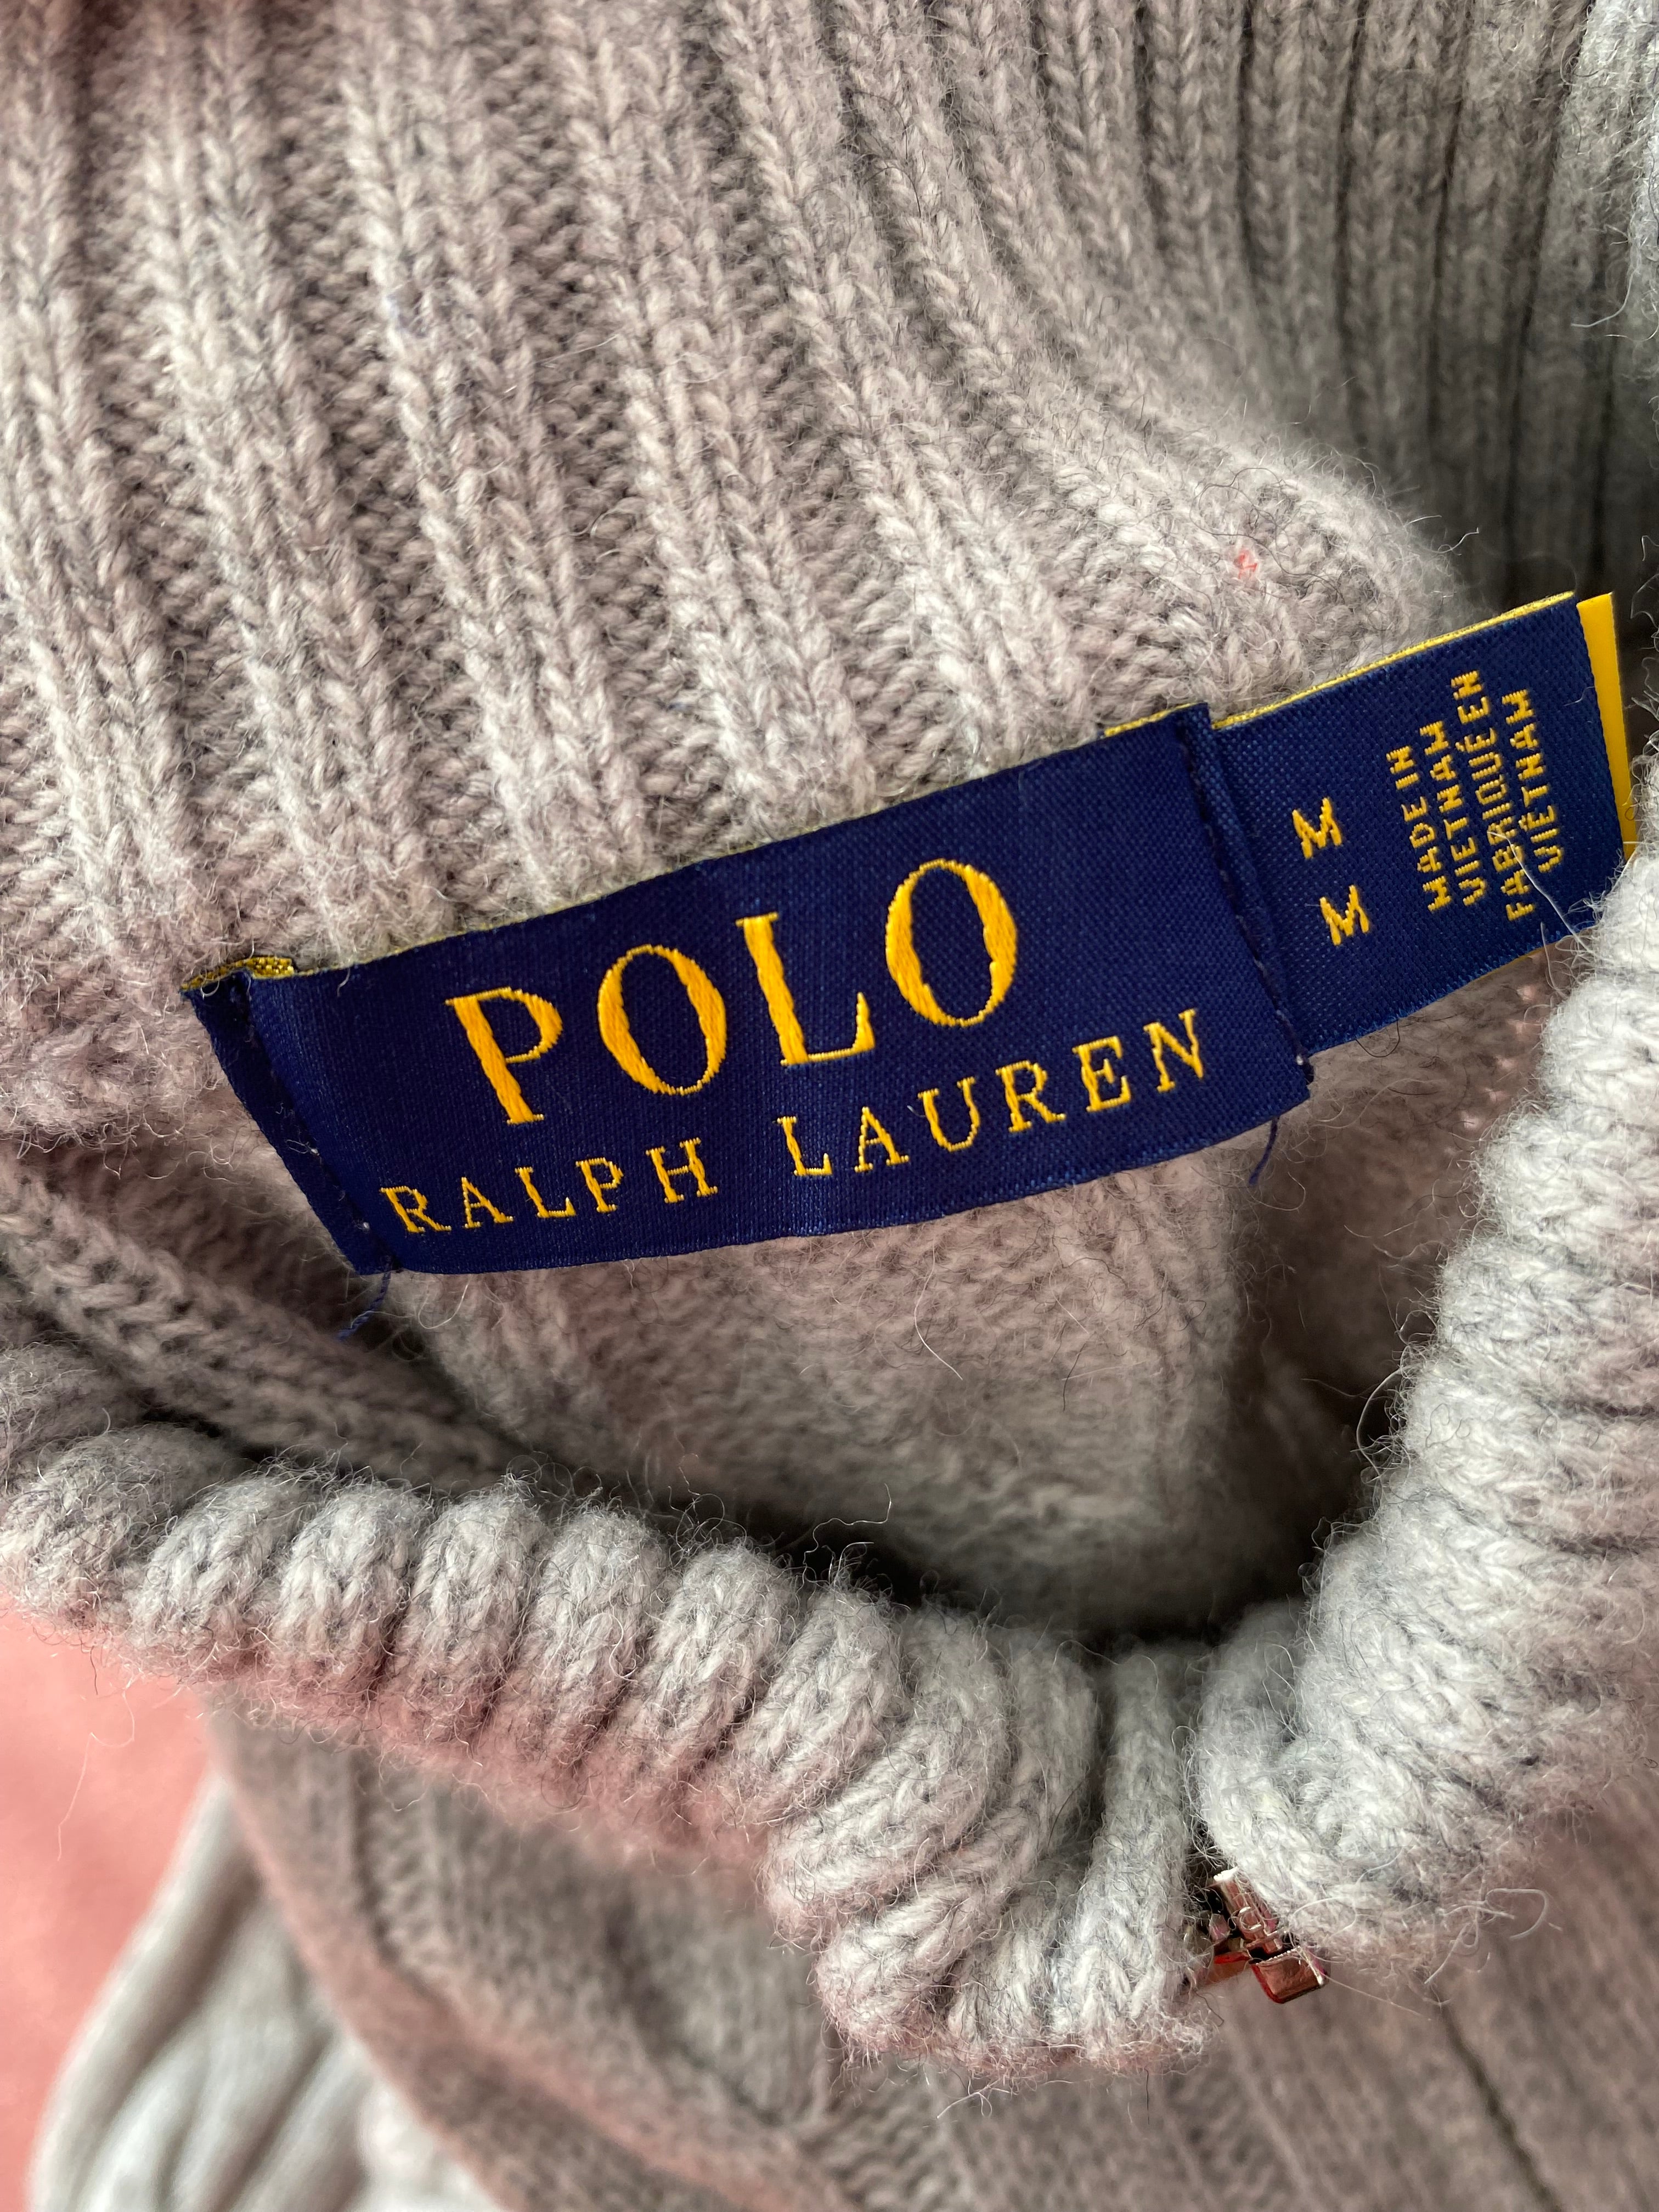 POLO
RALPH LAUREN
M
M
MADE IN
VIETNAM
FABRIQUÉ EN
VIÊTNAM